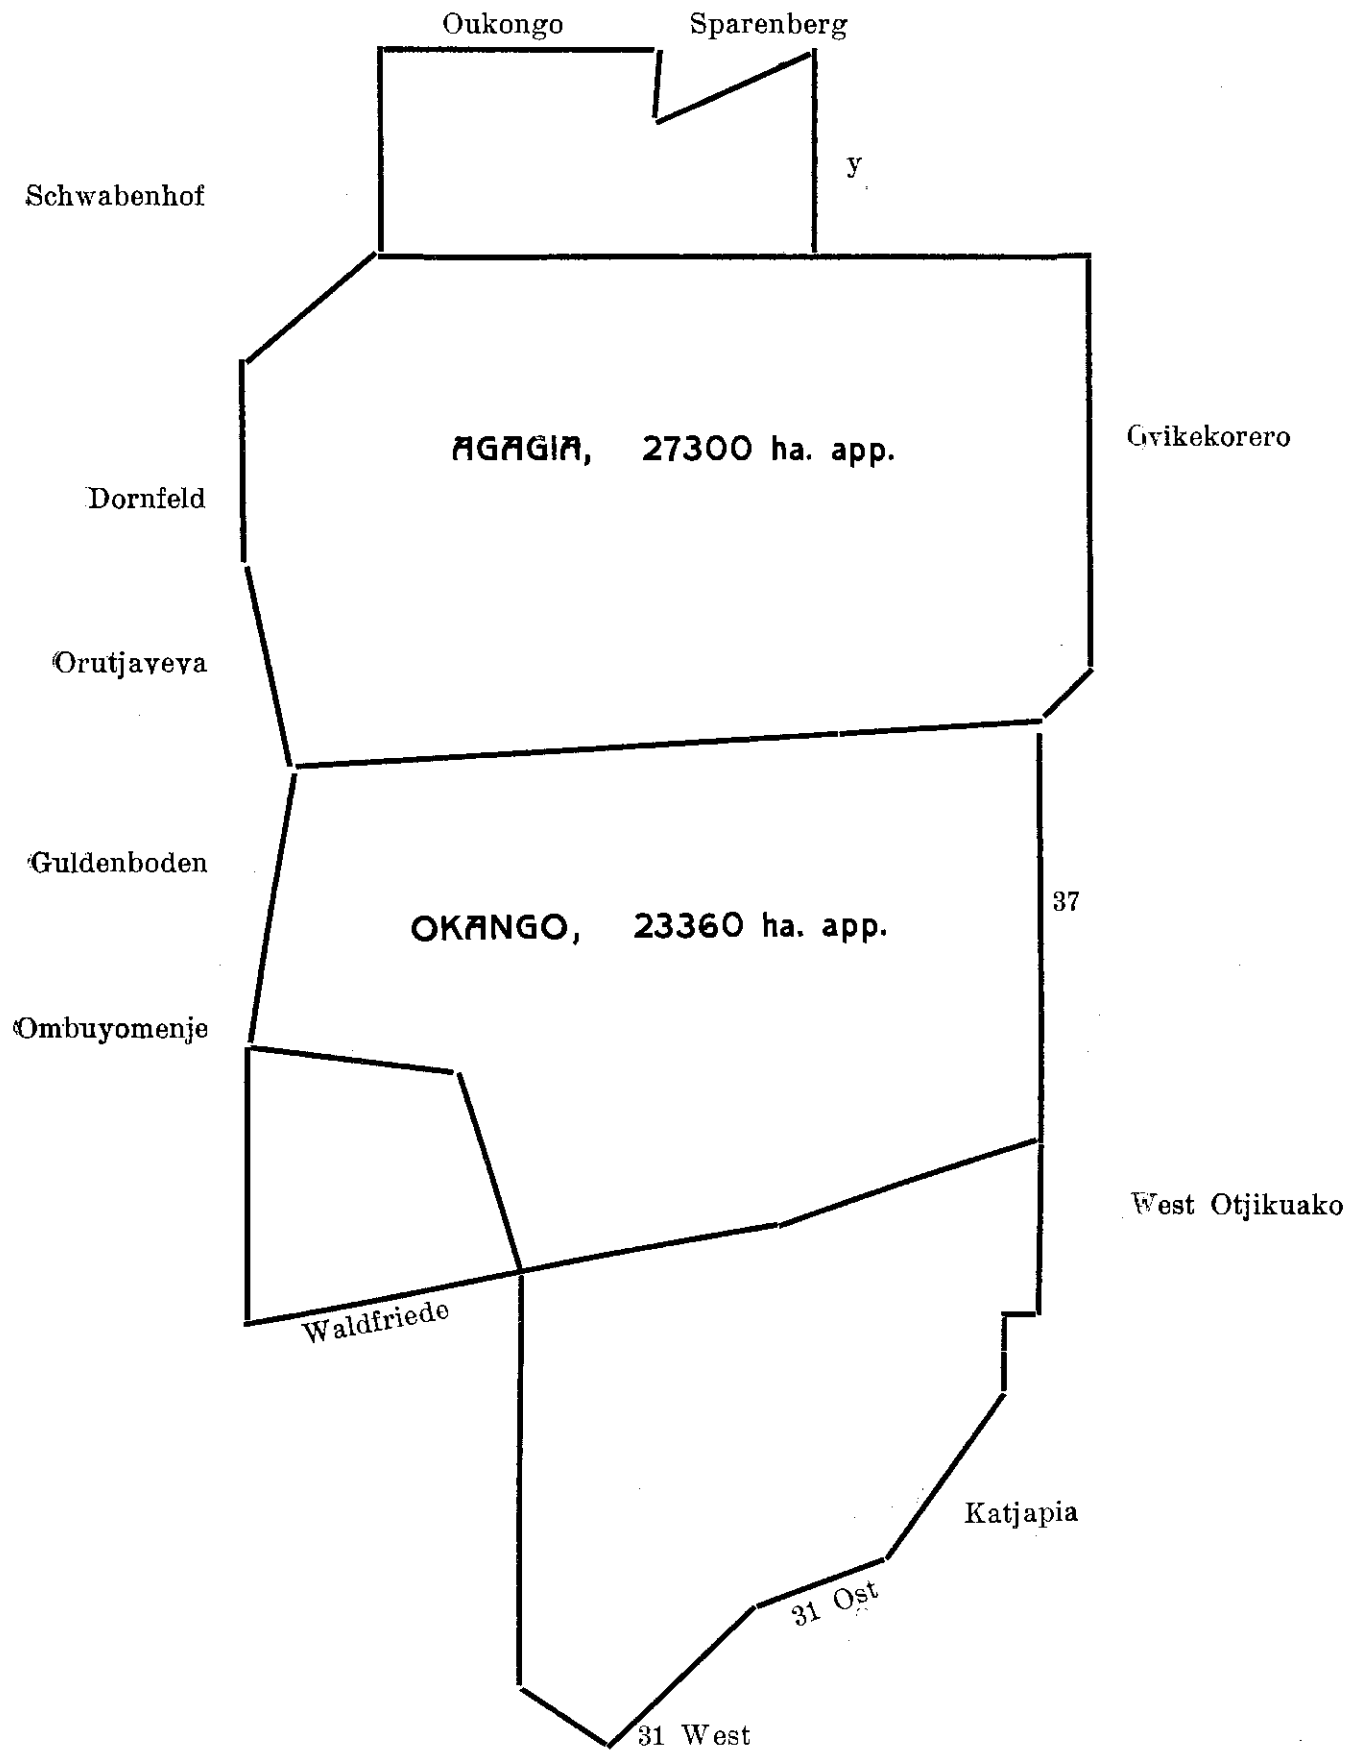 Oukongo
Sparenberg
y
Schwabenhof
AGAGIA, 27300 ha. app.
Ovikekorero
Dornfeld
Orutjaveva
Guldenboden
37
OKANGO, 23360 ha. app.
Ombuyomenje
West Otjikuako
Waldfriede
Katjapia
31 Ost
31 West